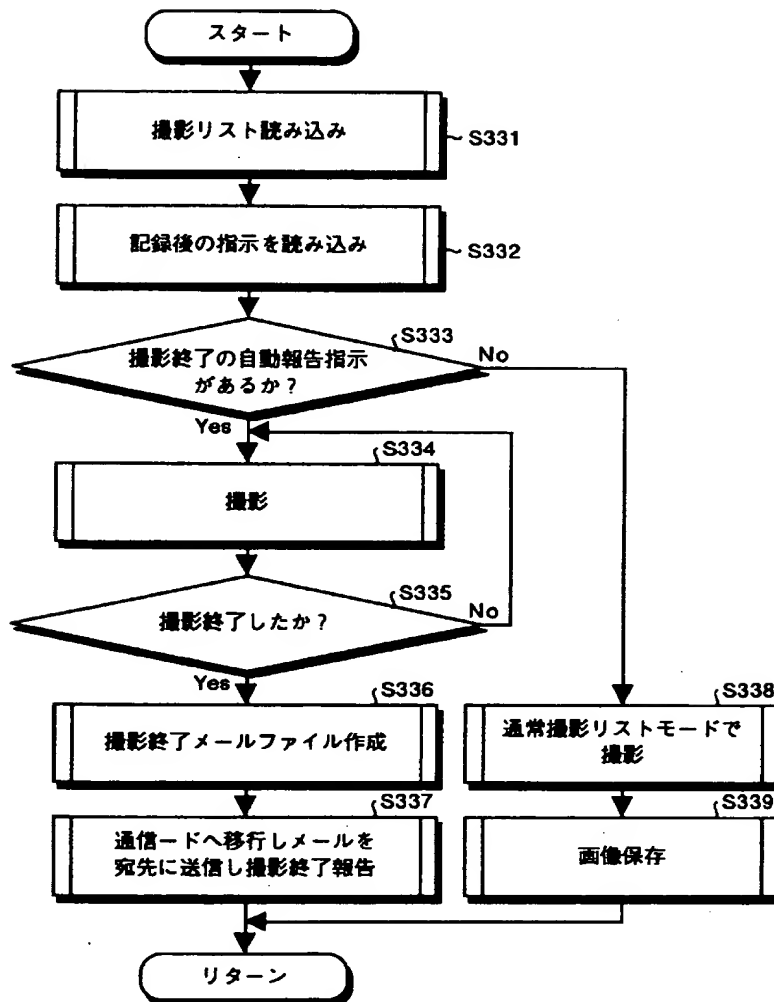 スタート
撮影リスト読み込み
S331
記録後の指示を読み込み
S332
S333
撮影終了の自動報告指示
があるか？
No
Yes
S334
撮影
S335
撮影終了したか？
No
Yes
S336
撮影終了メールファイル作成
S338
通常撮影リストモードで
撮影
S337
通信ードへ移行しメールを
宛先に送信し撮影終了報告
S339
画像保存
リターン